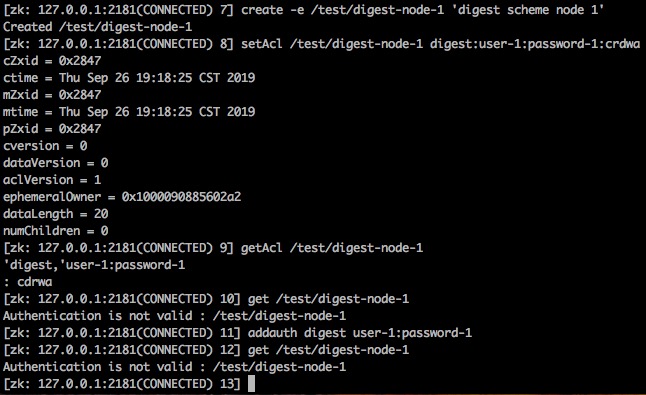 [zk: 127.0.0.1:2181(CONNECTED) 7] create -e /test/digest-node-1 'digest scheme node 1'
Created /test/digest-node-1
[zk: 127.0.0.1:2181(CONNECTED) 8] setAcl /test/digest-node-1 digest:user-1:password-1:crdwa
cZxid = 0x2847
ctime = Thu Sep 26 19:18:25 CST 2019
mZxid = 0x2847
mtime = Thu Sep 26 19:18:25 CST 2019
pZxid = 0x2847
cversion = 0
dataVersion = 0
aclVersion = 1
ephemeralOwner = 0x1000090885602a2
dataLength = 20
numChildren = 0
[zk: 127.0.0.1:2181(CONNECTED) 9] getAcl /test/digest-node-1
'digest,'user-1:password-1
: cdrwa
[zk: 127.0.0.1:2181(CONNECTED) 10] get /test/digest-node-1
Authentication is not valid : /test/digest-node-1
[zk: 127.0.0.1:2181(CONNECTED) 11] addauth digest user-1:password-1
[zk: 127.0.0.1:2181(CONNECTED) 12] get /test/digest-node-1
Authentication is not valid : /test/digest-node-1
[zk: 127.0.0.1:2181(CONNECTED) 13]